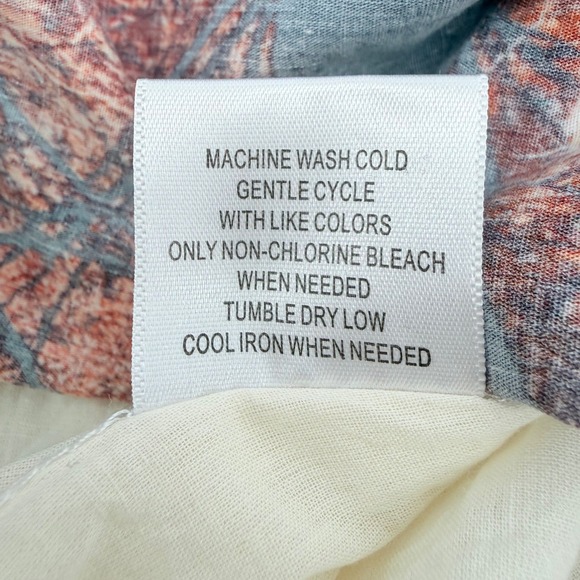 MACHINE WASH COLD
GENTLE CYCLE
WITH LIKE COLORS
ONLY NON-CHLORINE BLEACH
WHEN NEEDED
TUMBLE DRY LOW
COOL IRON WHEN NEEDED